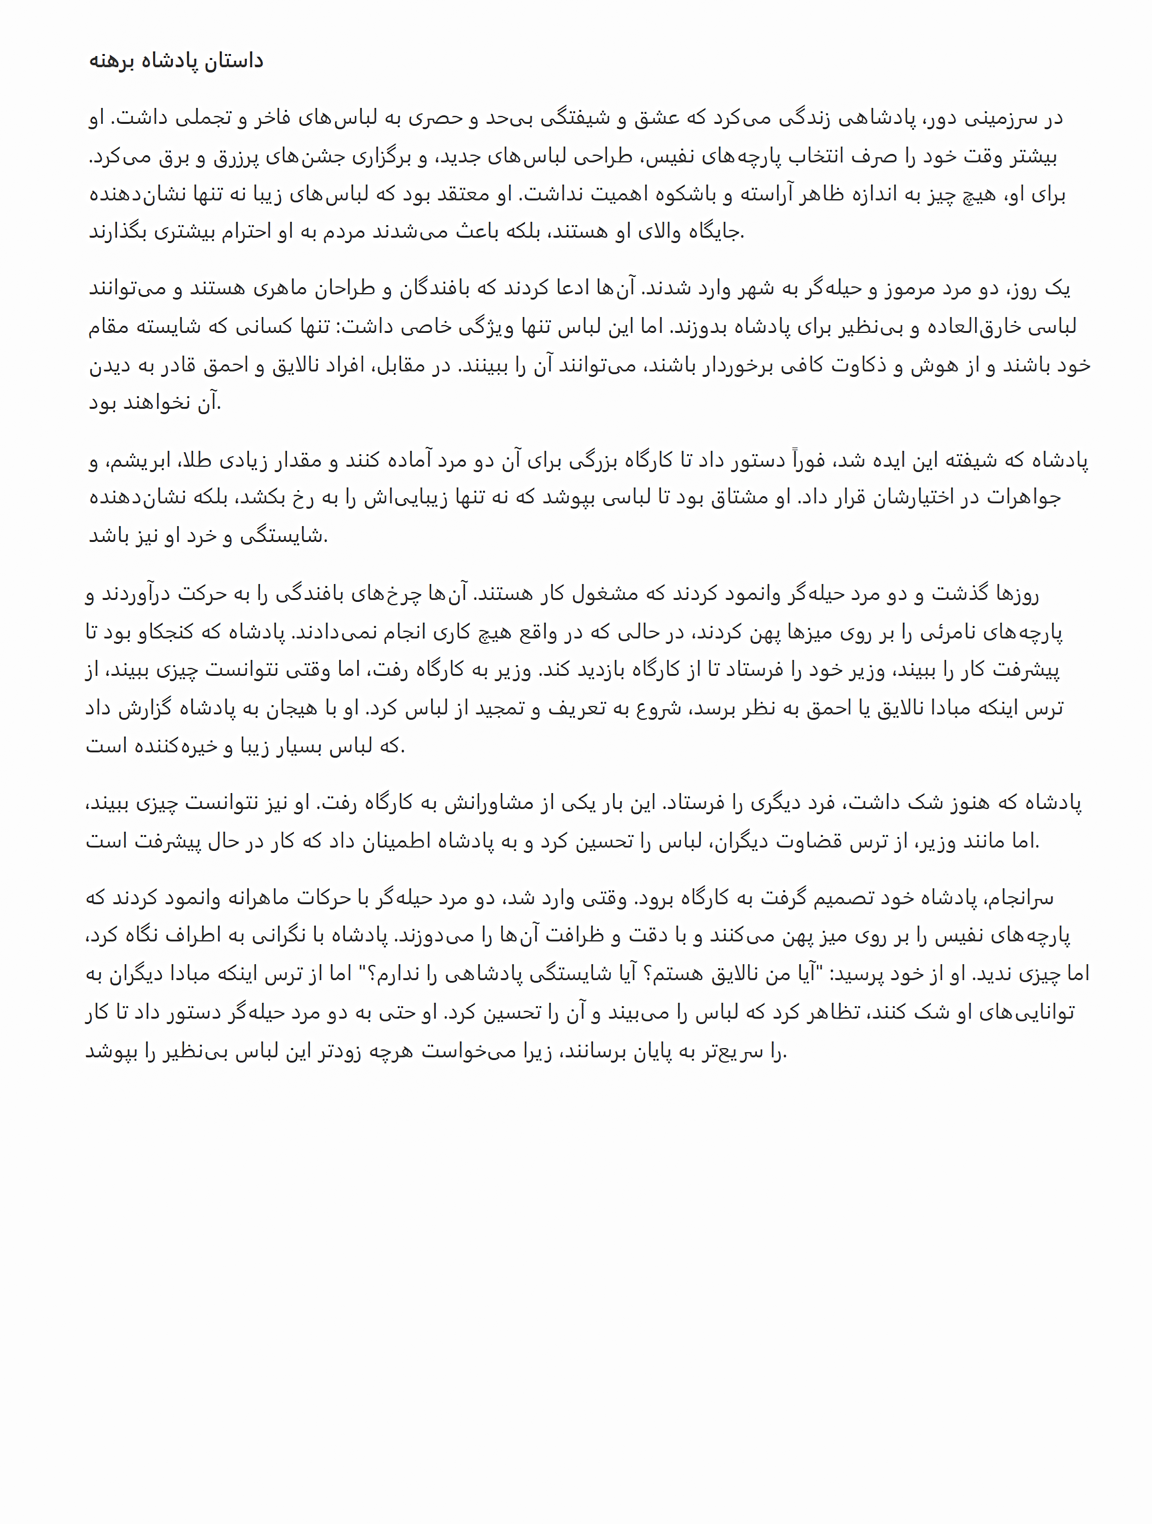 داستان پادشاه برهنه
در سرزمینی دور، پادشاهی زندگی می‌کرد که عشق و شیفتگی بی‌حد و حصری به لباس‌های فاخر و تجملی داشت. او
بیشتر وقت خود را صرف انتخاب پارچه‌های نفیس، طراحی لباس‌های جدید، و برگزاری جشن‌های پرزرق و برق می‌کرد.
برای او، هیچ چیز به اندازه ظاهر آراسته و باشکوه اهمیت نداشت. او معتقد بود که لباس‌های زیبا نه تنها نشان‌دهنده
جایگاه والای او هستند، بلکه باعث می‌شدند مردم به او احترام بیشتری بگذارند.
یک روز، دو مرد مرموز و حیله‌گر به شهر وارد شدند. آن‌ها ادعا کردند که بافندگان و طراحان ماهری هستند و می‌توانند
لباسی خارق‌العاده و بی‌نظیر برای پادشاه بدوزند. اما این لباس تنها ویژگی خاصی داشت: تنها کسانی که شایسته مقام
خود باشند و از هوش و ذکاوت کافی برخوردار باشند، می‌توانند آن را ببینند. در مقابل، افراد نالایق و احمق قادر به دیدن
آن نخواهند بود.
پادشاه که شیفته این ایده شد، فوراً دستور داد تا کارگاه بزرگی برای آن دو مرد آماده کنند و مقدار زیادی طلا، ابریشم، و
جواهرات در اختیارشان قرار داد. او مشتاق بود تا لباسی بپوشد که نه تنها زیبایی‌اش را به رخ بکشد، بلکه نشان‌دهنده
شایستگی و خرد او نیز باشد.
روزها گذشت و دو مرد حیله‌گر وانمود کردند که مشغول کار هستند. آن‌ها چرخ‌های بافندگی را به حرکت درآوردند و
پارچه‌های نامرئی را بر روی میزها پهن کردند، در حالی که در واقع هیچ کاری انجام نمی‌دادند. پادشاه که کنجکاو بود تا
پیشرفت کار را ببیند، وزیر خود را فرستاد تا از کارگاه بازدید کند. وزیر به کارگاه رفت، اما وقتی نتوانست چیزی ببیند، از
ترس اینکه مبادا نالایق یا احمق به نظر برسد، شروع به تعریف و تمجید از لباس کرد. او با هیجان به پادشاه گزارش داد
که لباس بسیار زیبا و خیره‌کننده است.
پادشاه که هنوز شک داشت، فرد دیگری را فرستاد. این بار یکی از مشاورانش به کارگاه رفت. او نیز نتوانست چیزی ببیند،
اما مانند وزیر، از ترس قضاوت دیگران، لباس را تحسین کرد و به پادشاه اطمینان داد که کار در حال پیشرفت است.
سرانجام، پادشاه خود تصمیم گرفت به کارگاه برود. وقتی وارد شد، دو مرد حیله‌گر با حرکات ماهرانه وانمود کردند که
پارچه‌های نفیس را بر روی میز پهن می‌کنند و با دقت و ظرافت آن‌ها را می‌دوزند. پادشاه با نگرانی به اطراف نگاه کرد،
اما چیزی ندید. او از خود پرسید: "آیا من نالایق هستم؟ آیا شایستگی پادشاهی را ندارم؟" اما از ترس اینکه مبادا دیگران به
توانایی‌های او شک کنند، تظاهر کرد که لباس را می‌بیند و آن را تحسین کرد. او حتی به دو مرد حیله‌گر دستور داد تا کار
را سریع‌تر به پایان برسانند، زیرا می‌خواست هرچه زودتر این لباس بی‌نظیر را بپوشد.